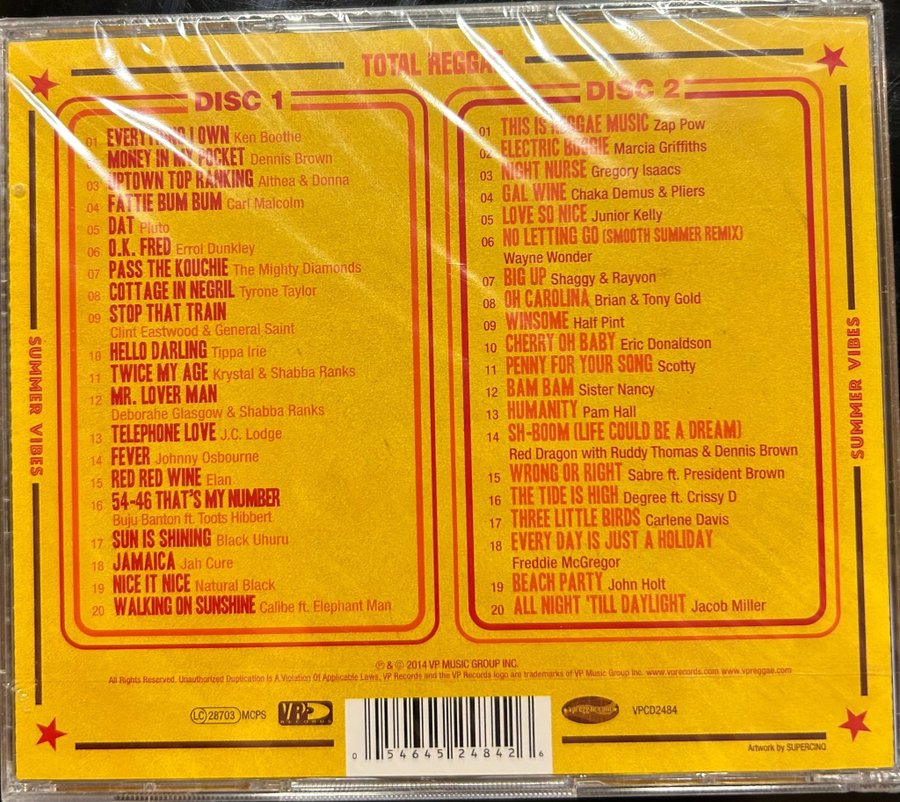 TOTAL REGGAE
DISC 1
01 EVERYTHING I OWN Ken Boothe
MONEY IN MY POCKET Dennis Brown
03 UPTOWN TOP RANKING Althea & Donna
04 FATTIE BUM BUM Carl Malcolm
05 DAT Pluto
06 O.K. FRED Errol Dunkley
07 PASS THE KOUCHIE The Mighty Diamonds
08 COTTAGE IN NEGRIL Tyrone Taylor
09 STOP THAT TRAIN
Clint Eastwood & General Saint
10 HELLO DARLING Tippa Irie
11 TWICE MY AGE Krystal & Shabba Ranks
12 MR. LOVER MAN
Deborahe Glasgow & Shabba Ranks
13 TELEPHONE LOVE J.C. Lodge
14 FEVER Johnny Osbourne
15 RED RED WINE Elan
16 54-46 THAT'S MY NUMBER
Buju Banton ft. Toots Hibbert
17 SUN IS SHINING Black Uhuru
18 JAMAICA Jah Cure
19 NICE IT NICE Natural Black
20 WALKING ON SUNSHINE Calibe ft. Elephant Man
DISC 2
01 THIS IS REGGAE MUSIC Zap Pow
02 ELECTRIC BOOGIE Marcia Griffiths
03 NIGHT NURSE Gregory Isaacs
04 GAL WINE Chaka Demus & Pliers
05 LOVE SO NICE Junior Kelly
06 NO LETTING GO (SMOOTH SUMMER REMIX)
Wayne Wonder
07 BIG UP Shaggy & Rayvon
08 OH CAROLINA Brian & Tony Gold
09 WINSOME Half Pint
10 CHERRY OH BABY Eric Donaldson
11 PENNY FOR YOUR SONG Scotty
12 BAM BAM Sister Nancy
13 HUMANITY Pam Hall
14 SH-BOOM (LIFE COULD BE A DREAM)
Red Dragon with Ruddy Thomas & Dennis Brown
15 WRONG OR RIGHT Sabre ft. President Brown
16 THE TIDE IS HIGH Degree ft. Crissy D
17 THREE LITTLE BIRDS Carlene Davis
18 EVERY DAY IS JUST A HOLIDAY
Freddie McGregor
19 BEACH PARTY John Holt
20 ALL NIGHT 'TILL DAYLIGHT Jacob Miller
SUMMER VIBES
SUMMER VIBES
℗ & © 2014 VP MUSIC GROUP INC.
All Rights Reserved. Unauthorized Duplication Is A Violation Of Applicable Laws, VP Records and the VP Records logo are trademarks of VP Music Group Inc. www.vprecords.com www.vpreggae.com
LC 28703 MCPS
VP RECORDS
VPCD2484
0 54645 24842 6
Artwork by SUPERCINQ